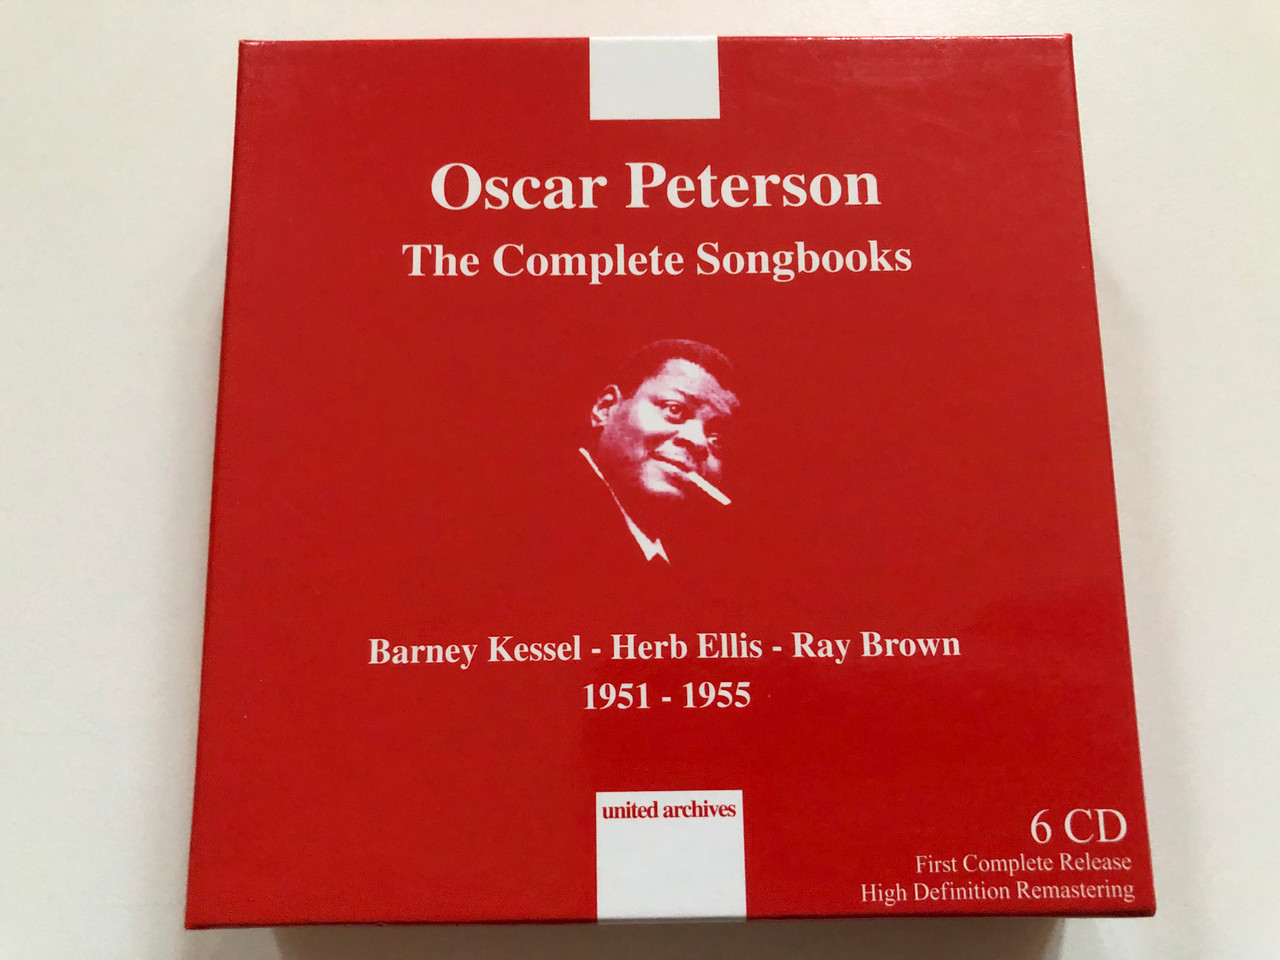 Oscar Peterson
The Complete Songbooks
Barney Kessel - Herb Ellis - Ray Brown
1951 - 1955
united archives
6 CD
First Complete Release
High Definition Remastering